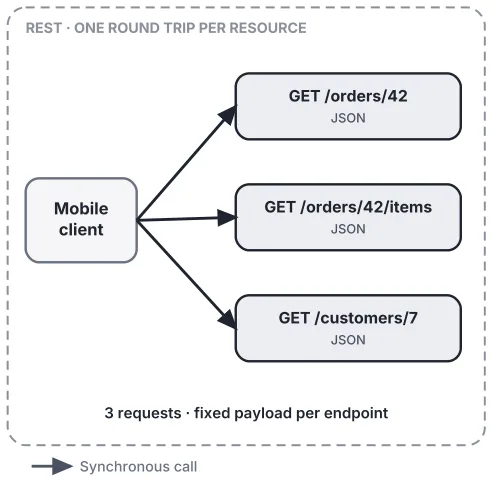 REST · ONE ROUND TRIP PER RESOURCE
GET /orders/42
JSON
Mobile
client
GET /orders/42/items
JSON
GET /customers/7
JSON
3 requests · fixed payload per endpoint
Synchronous call